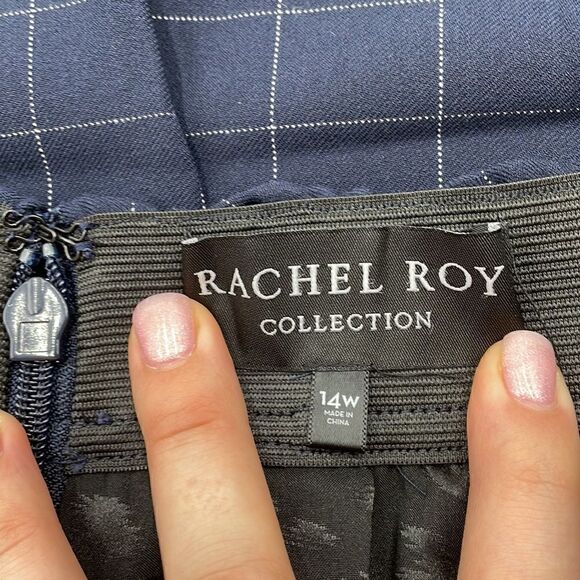 RACHEL ROY
COLLECTION
14W
MADE IN
CHINA